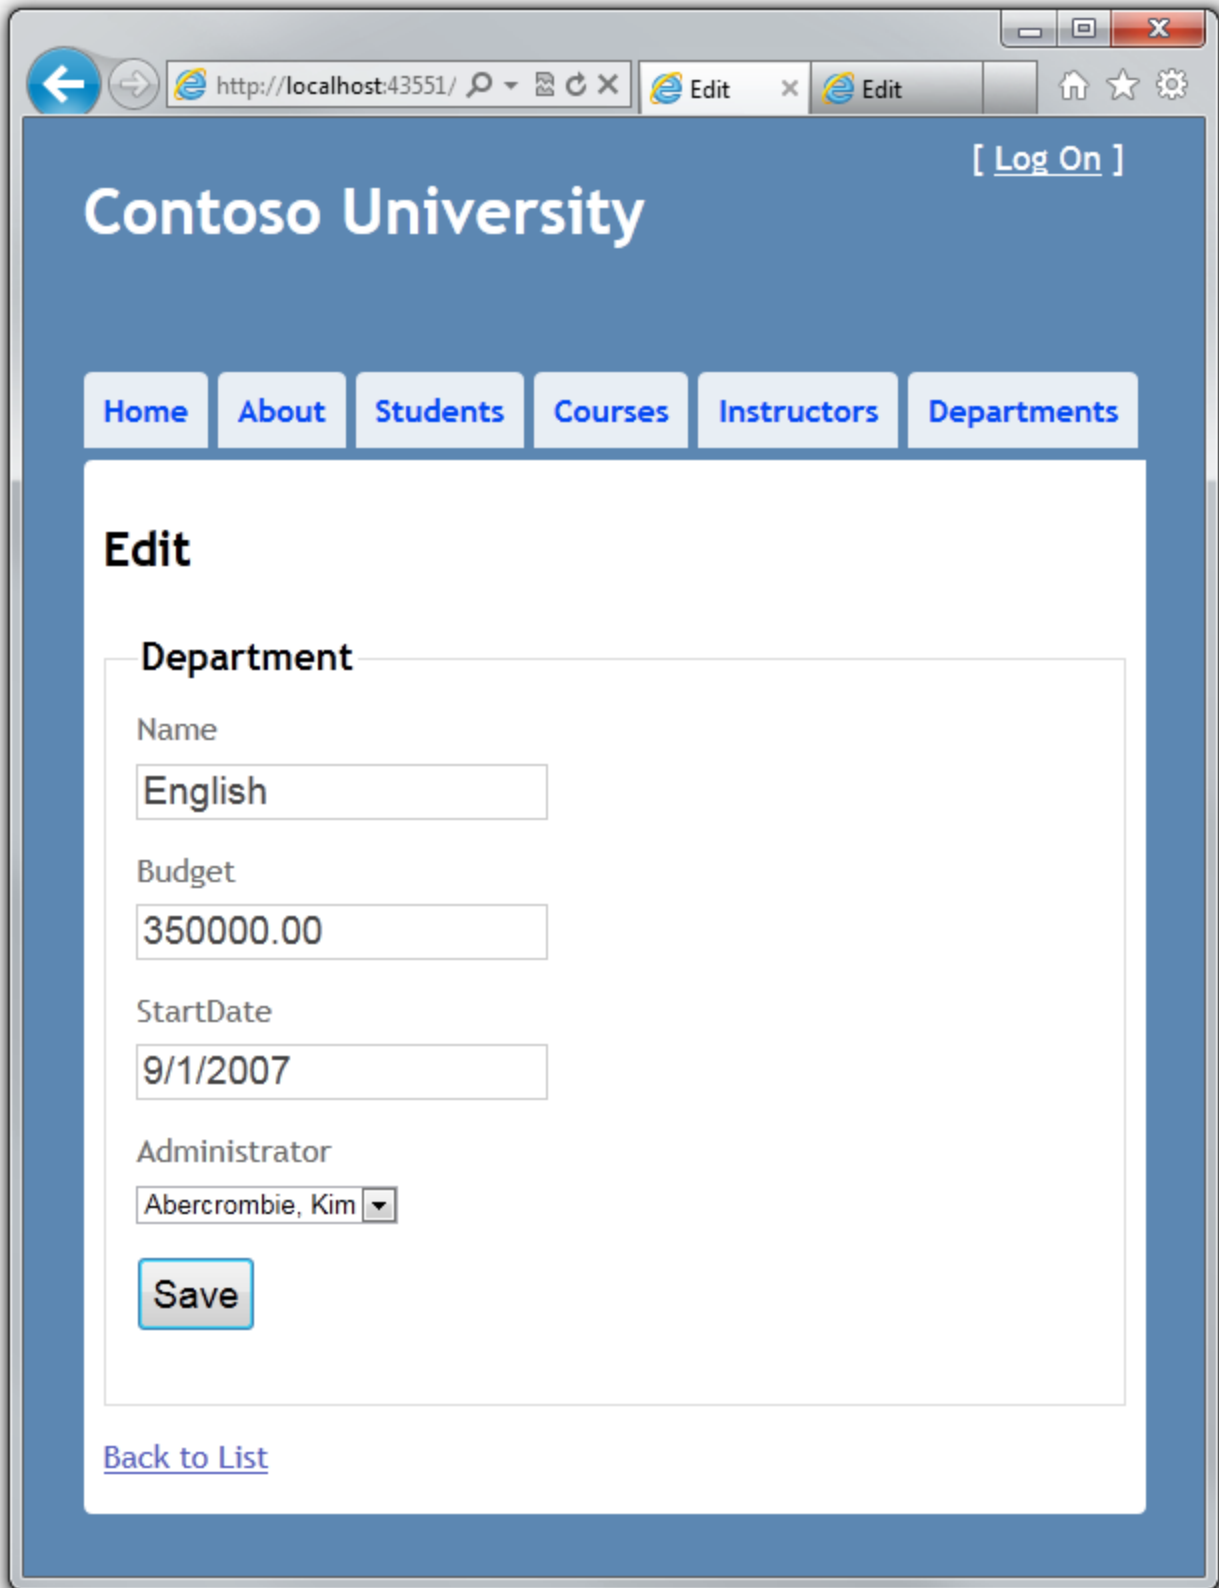 http://localhost:43551/ Edit Edit
[ Log On ]
Contoso University
Home About Students Courses Instructors Departments
Edit
Department
Name
English
Budget
350000.00
StartDate
9/1/2007
Administrator
Abercrombie, Kim
Save
Back to List